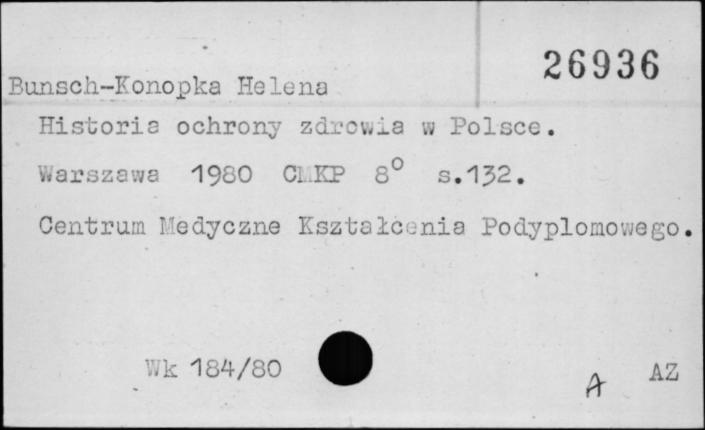 26936
Bunsch-Konopka Helena
Historia ochrony zdrowia w Polsce.
Warszawa 1980 CMKP 8° s.132.
Centrum Medyczne Kształcenia Podyplomowego.
Wk 184/80
A AZ